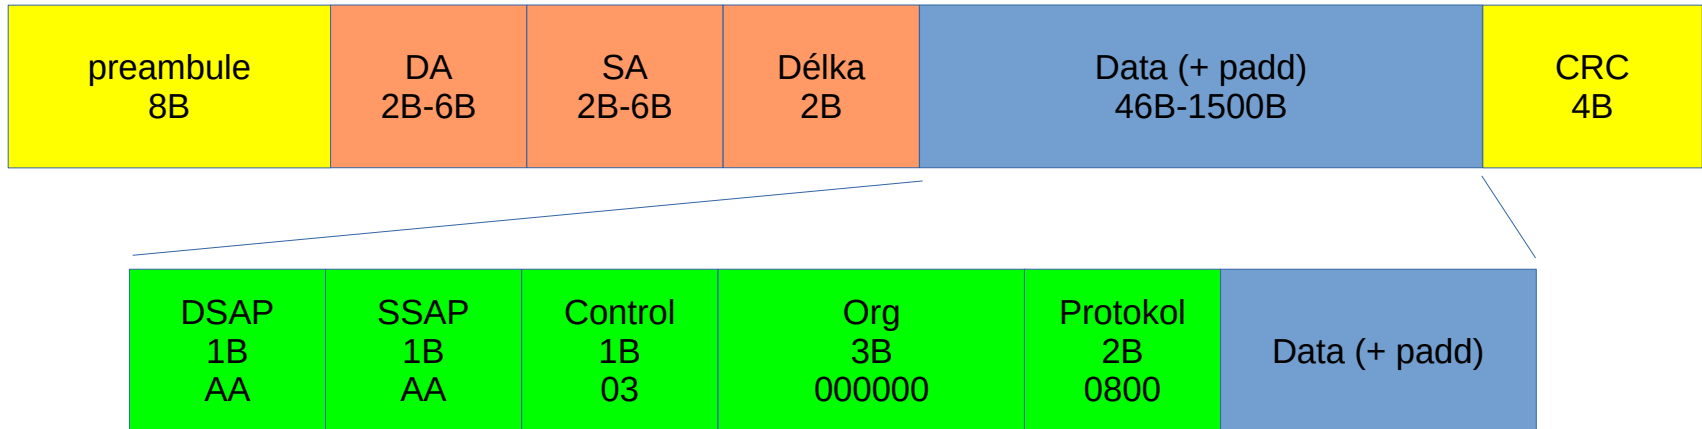 preambule
8B
DA
2B-6B
SA
2B-6B
Délka
2B
Data (+ padd)
46B-1500B
CRC
4B
DSAP
1B
AA
SSAP
1B
AA
Control
1B
03
Org
3B
000000
Protokol
2B
0800
Data (+ padd)